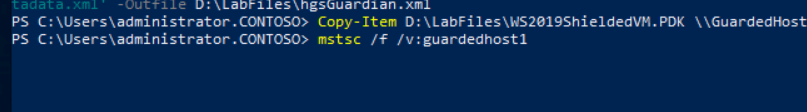 tadata.xml' -Outfile D:\LabFiles\hgsGuardian.xml
PS C:\Users\administrator.CONTOSO> Copy-Item D:\LabFiles\WS2019ShieldedVM.PDK \\GuardedHost
PS C:\Users\administrator.CONTOSO> mstsc /f /v:guardedhost1